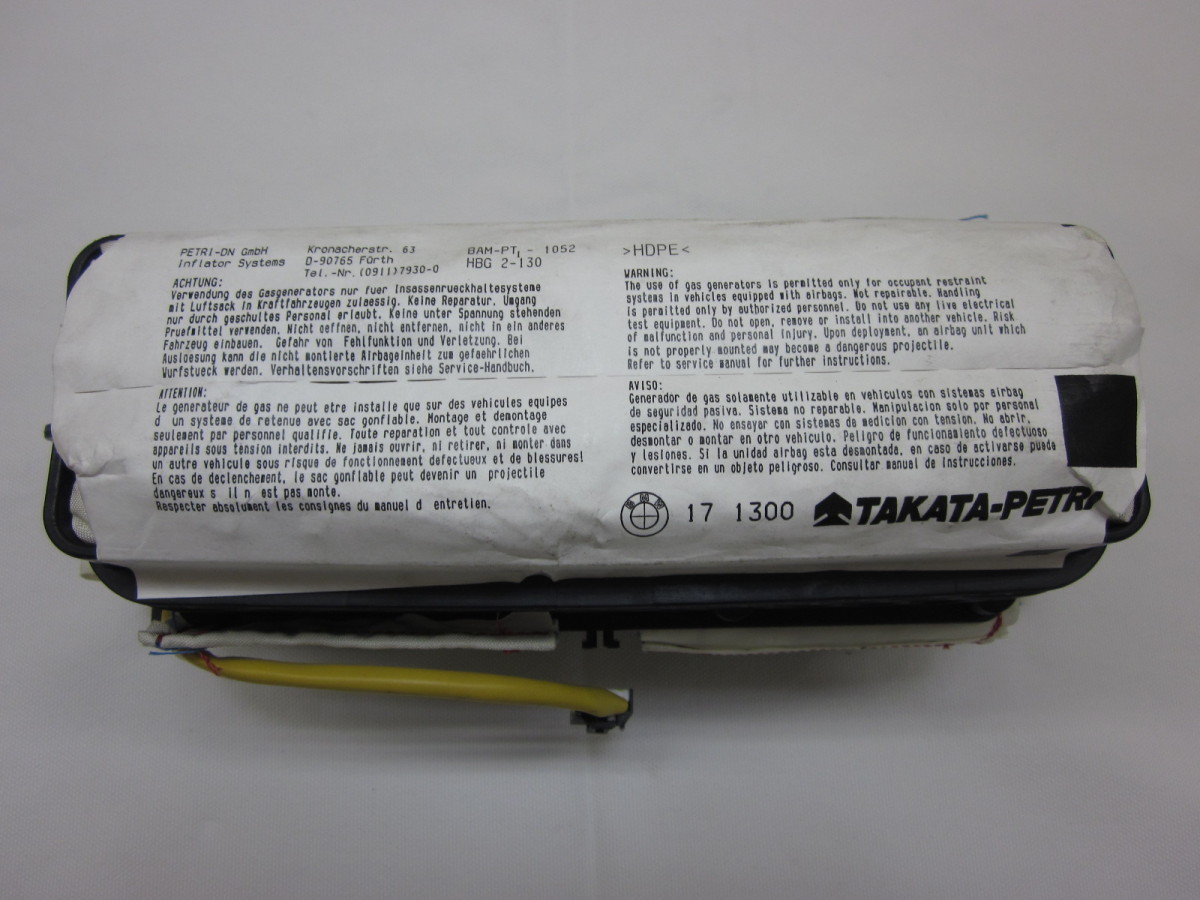 PETRI-DN GmbH
Inflator Systems
Kronacherstr. 63
D-90765 Fürth
Tel.-Nr. (0911)7930-0
BAM-PT₁ - 1052
HBG 2-130
>HDPE<
ACHTUNG:
Verwendung des Gasgenerators nur fuer Insassenrueckhaltesysteme
mit Luftsack in Kraftfahrzeugen zulaessig. Keine Reparatur. Umgang
nur durch geschultes Personal erlaubt. Keine unter Spannung stehenden
Pruefmittel verwenden. Nicht oeffnen, nicht entfernen, nicht in ein anderes
Fahrzeug einbauen. Gefahr von Fehlfunktion und Verletzung. Bei
Ausloesung kann die nicht montierte Airbageinheit zum gefaehrlichen
Wurfstueck werden. Verhaltensvorschriften siehe Service-Handbuch.
WARNING:
The use of gas generators is permitted only for occupant restraint
systems in vehicles equipped with airbags. Not repairable. Handling
is permitted only by authorized personnel. Do not use any live electrical
test equipment. Do not open, remove or install into another vehicle. Risk
of malfunction and personal injury. Upon deployment, an airbag unit which
is not properly mounted may become a dangerous projectile.
Refer to service manual for further instructions.
ATTENTION:
Le generateur de gas ne peut etre installe que sur des vehicules equipes
d un systeme de retenue avec sac gonflable. Montage et demontage
seulement par personnel qualifie. Toute reparation et tout controle avec
appareils sous tension interdits. Ne jamais ouvrir, ni retirer, ni monter dans
un autre vehicule sous risque de fonctionnement defectueux et de blessures!
En cas de declenchement, le sac gonflable peut devenir un projectile
dangereux s il n est pas monte.
Respecter absolument les consignes du manuel d entretien.
AVISO:
Generador de gas solamente utilizable en vehiculos con sistemas airbag
de seguridad pasiva. Sistema no reparable. Manipulacion solo por personal
especializado. No ensayar con sistemas de medicion con tension. No abrir,
desmontar o montar en otro vehiculo. Peligro de funcionamiento defectuoso
y lesiones. Si la unidad airbag esta desmontada, en caso de activarse puede
convertirse en un objeto peligroso. Consultar manual de instrucciones.
BMW 17 1300 TAKATA-PETRI